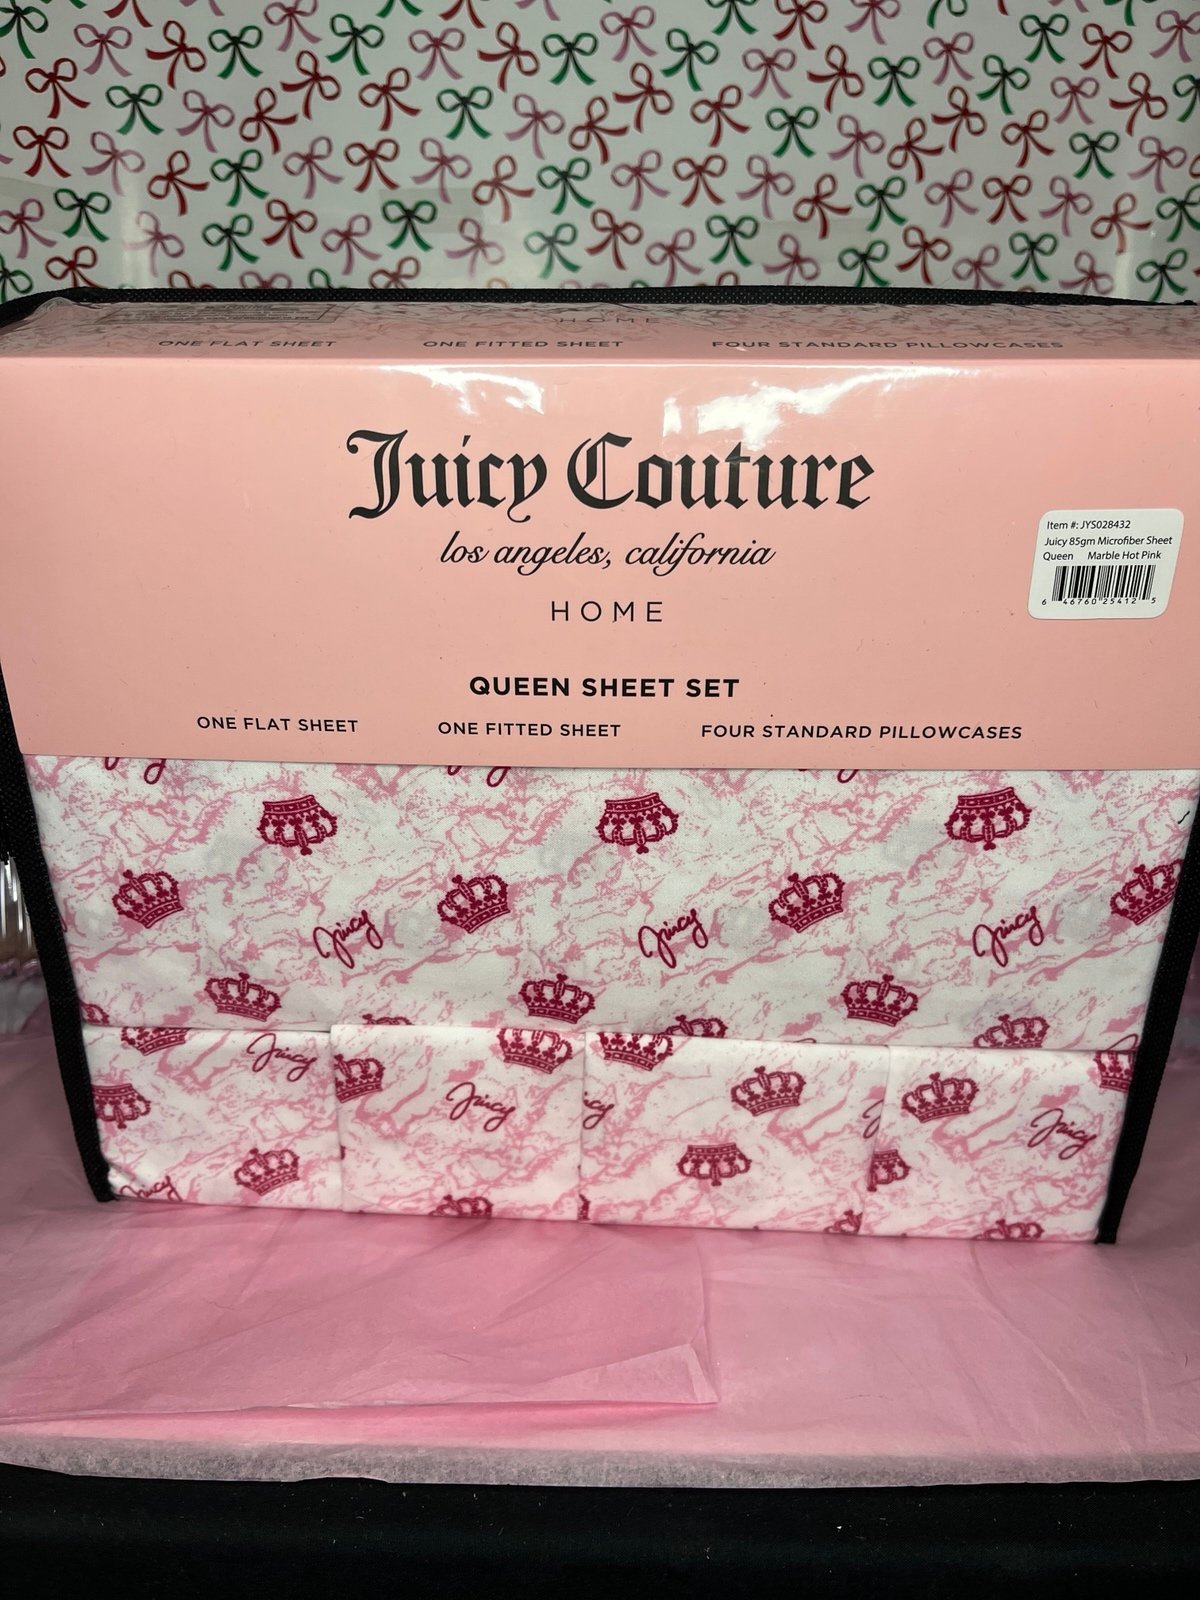 HOME
ONE FLAT SHEET ONE FITTED SHEET FOUR STANDARD PILLOWCASES
Juicy Couture
los angeles, california
HOME
Item #: JYS028432
Juicy 85gm Microfiber Sheet
Queen Marble Hot Pink
6 46760 25412 5
QUEEN SHEET SET
ONE FLAT SHEET ONE FITTED SHEET FOUR STANDARD PILLOWCASES
Juicy Juicy Juicy
Juicy Juicy Juicy